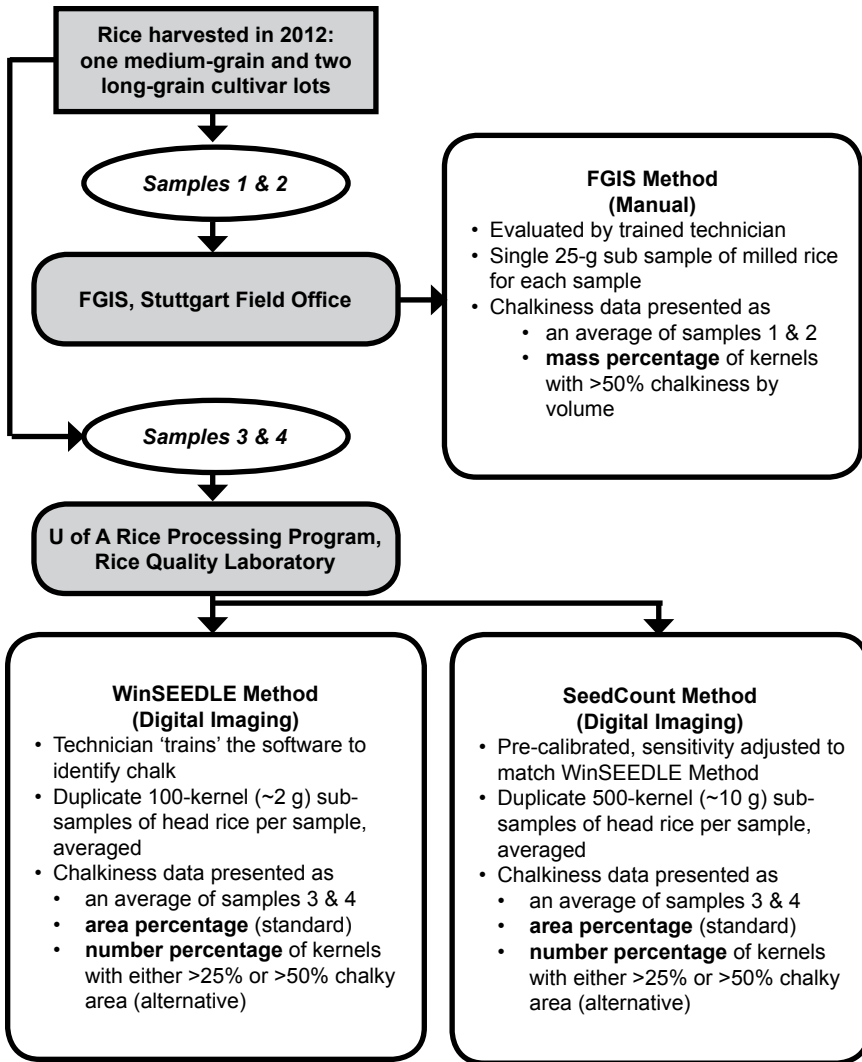 Rice harvested in 2012:
one medium-grain and two
long-grain cultivar lots
Samples 1 & 2
FGIS, Stuttgart Field Office
FGIS Method
(Manual)
• Evaluated by trained technician
• Single 25-g sub sample of milled rice
for each sample
• Chalkiness data presented as
• an average of samples 1 & 2
• mass percentage of kernels
with >50% chalkiness by
volume
Samples 3 & 4
U of A Rice Processing Program,
Rice Quality Laboratory
WinSEEDLE Method
(Digital Imaging)
• Technician ‘trains’ the software to
identify chalk
• Duplicate 100-kernel (~2 g) sub-
samples of head rice per sample,
averaged
• Chalkiness data presented as
• an average of samples 3 & 4
• area percentage (standard)
• number percentage of kernels
with either >25% or >50% chalky
area (alternative)
SeedCount Method
(Digital Imaging)
• Pre-calibrated, sensitivity adjusted to
match WinSEEDLE Method
• Duplicate 500-kernel (~10 g) sub-
samples of head rice per sample,
averaged
• Chalkiness data presented as
• an average of samples 3 & 4
• area percentage (standard)
• number percentage of kernels
with either >25% or >50% chalky
area (alternative)